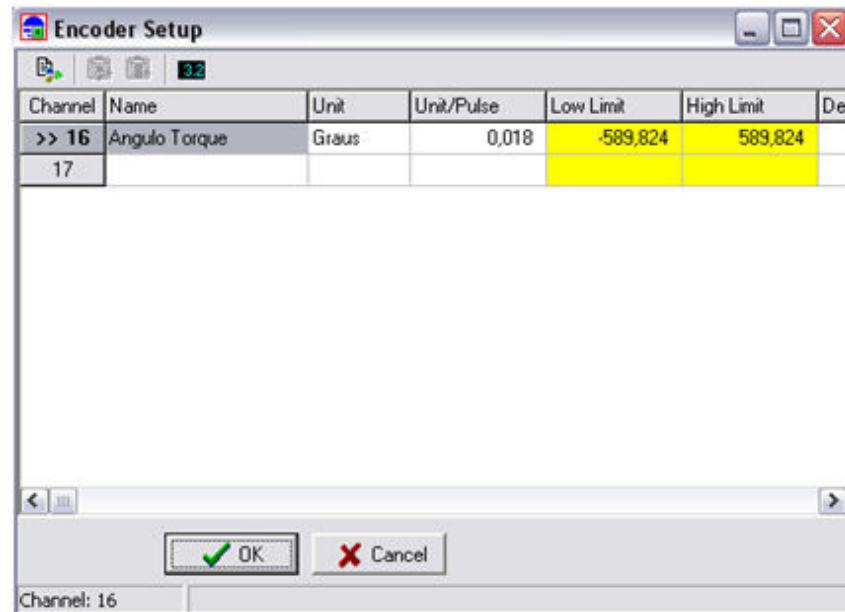 Encoder Setup
3.2
Channel Name Unit Unit/Pulse Low Limit High Limit De
>> 16 Angulo Torque Graus 0,018 -589,824 589,824
17
OK Cancel
Channel: 16